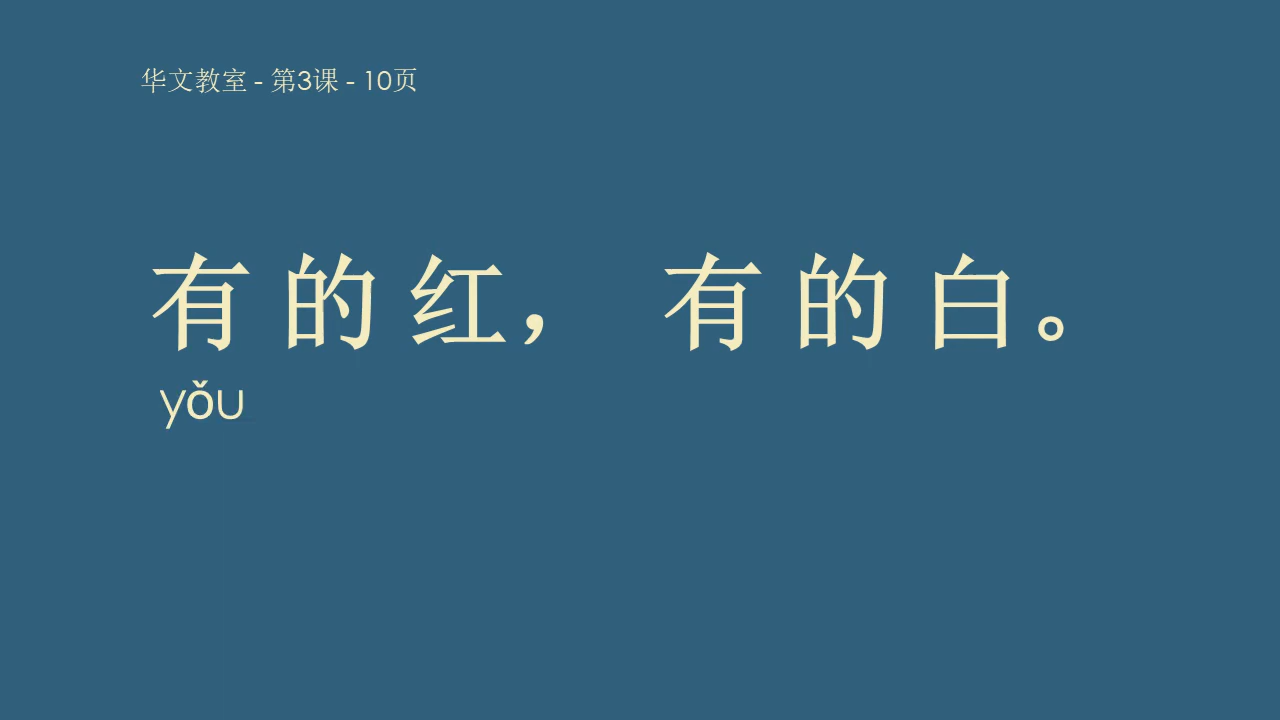 华文教室 - 第3课 - 10页
有的红，有的白。
yǒu